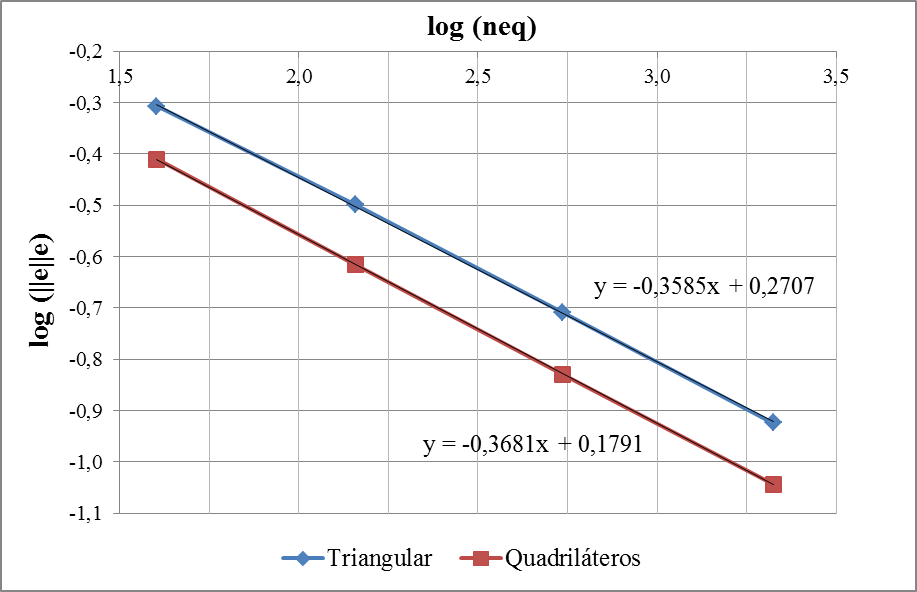 log (neq)
-0,2
1,5 2,0 2,5 3,0 3,5
-0,3
-0,4
-0,5
-0,6
-0,7
-0,8
-0,9
-1,0
-1,1
log (||e||e)
y = -0,3585x + 0,2707
y = -0,3681x + 0,1791
Triangular Quadriláteros